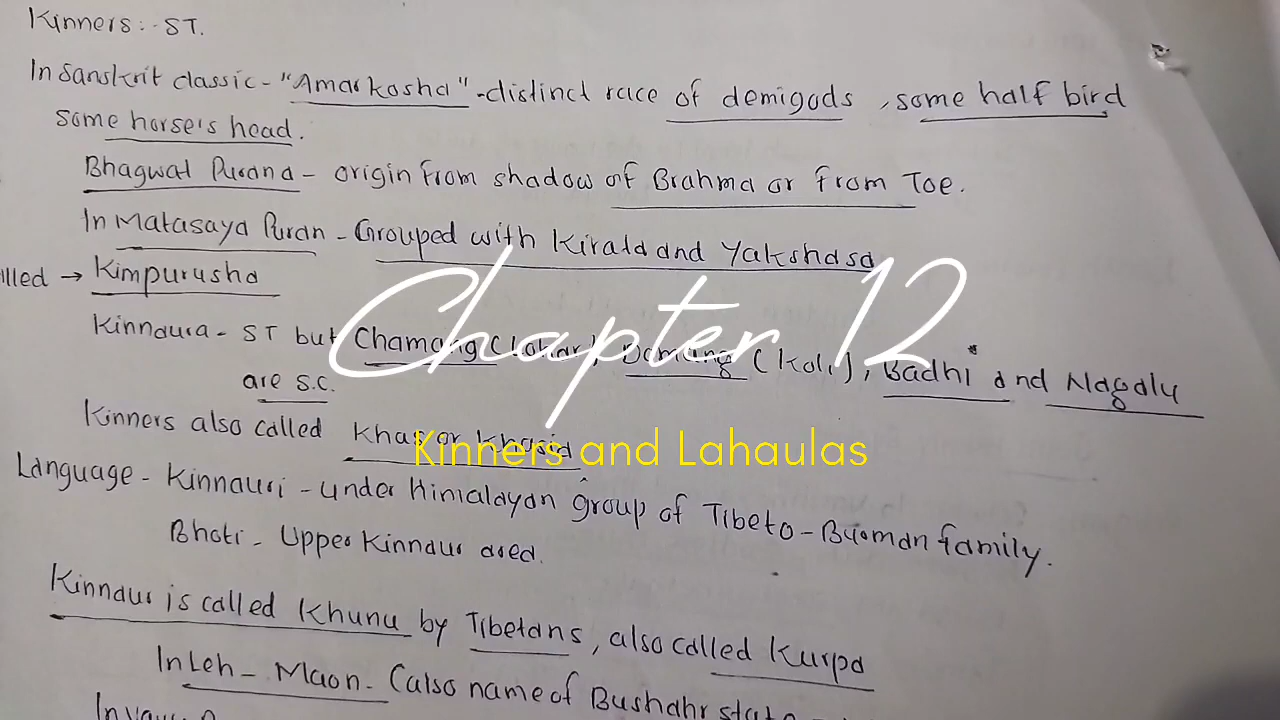 Kinners:- ST.
In Sanskrit classic - "Amarkosha" - distinct race of demigods, some half bird
some horse's head.
Bhagwat Purana - origin from shadow of Brahma or from Toe.
In Matasaya Puran - Grouped with Kirata and Yakshasa
→ Kimpurusha
Kinnaura - ST but Chamang (Lohar), Domang (Koli), Badhi and Nagalu
are S.C.
Chapter 12
Kinners also called Khas or Khasia
Kinners and Lahaulas
Language - Kinnauri - under Himalayan group of Tibeto-Burman family.
Bhoti - Upper Kinnaur area.
Kinnaur is called Khunu by Tibetans, also called Kurpa
In Leh - Maon - (also name of Bushahr state